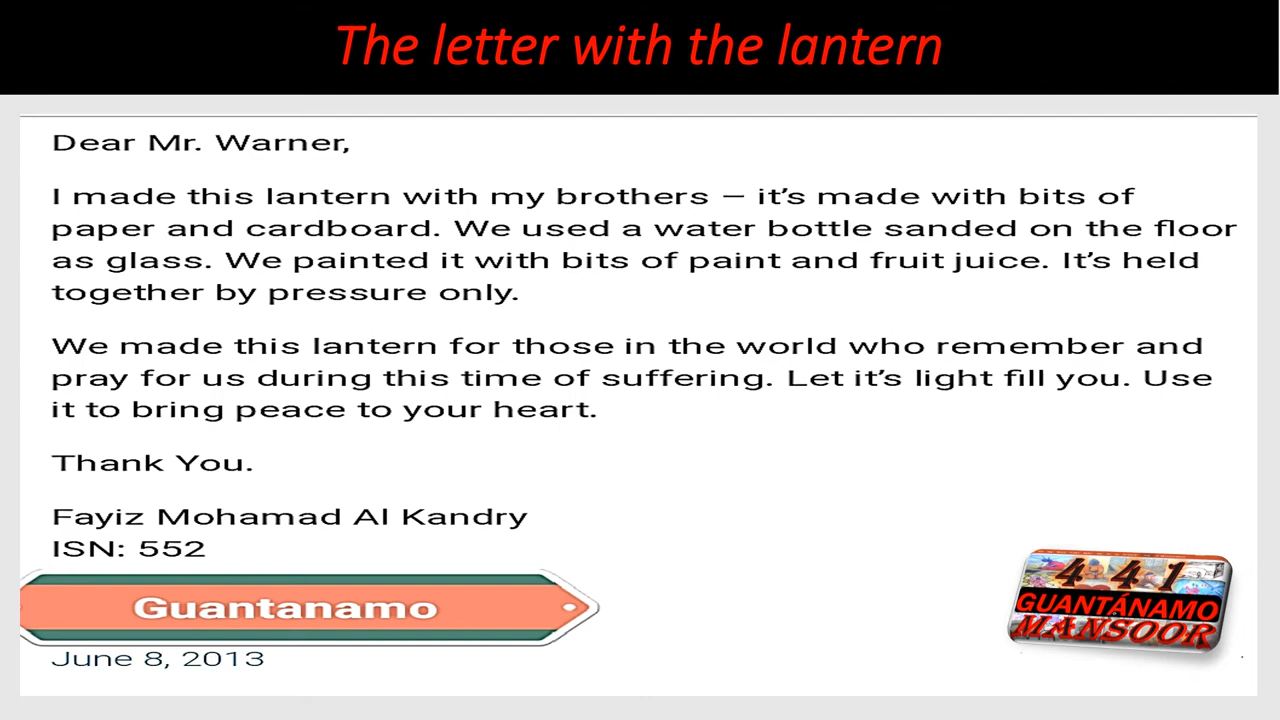 The letter with the lantern
Dear Mr. Warner,
I made this lantern with my brothers – it’s made with bits of
paper and cardboard. We used a water bottle sanded on the floor
as glass. We painted it with bits of paint and fruit juice. It’s held
together by pressure only.
We made this lantern for those in the world who remember and
pray for us during this time of suffering. Let it’s light fill you. Use
it to bring peace to your heart.
Thank You.
Fayiz Mohamad Al Kandry
ISN: 552
Guantanamo
June 8, 2013
441
GUANTÁNAMO
MANSOOR